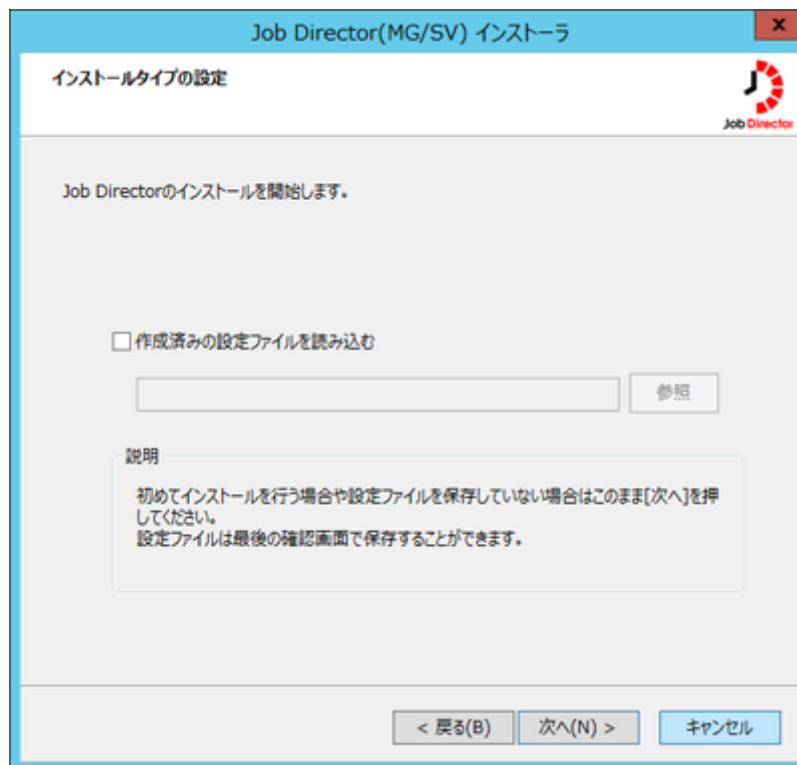 Job Director(MG/SV) インストーラ
x
インストールタイプの設定
J
Job Director
Job Directorのインストールを開始します。
作成済みの設定ファイルを読み込む
参照
説明
初めてインストールを行う場合や設定ファイルを保存していない場合はこのまま[次へ]を押
してください。
設定ファイルは最後の確認画面で保存することができます。
< 戻る(B)
次へ(N) >
キャンセル